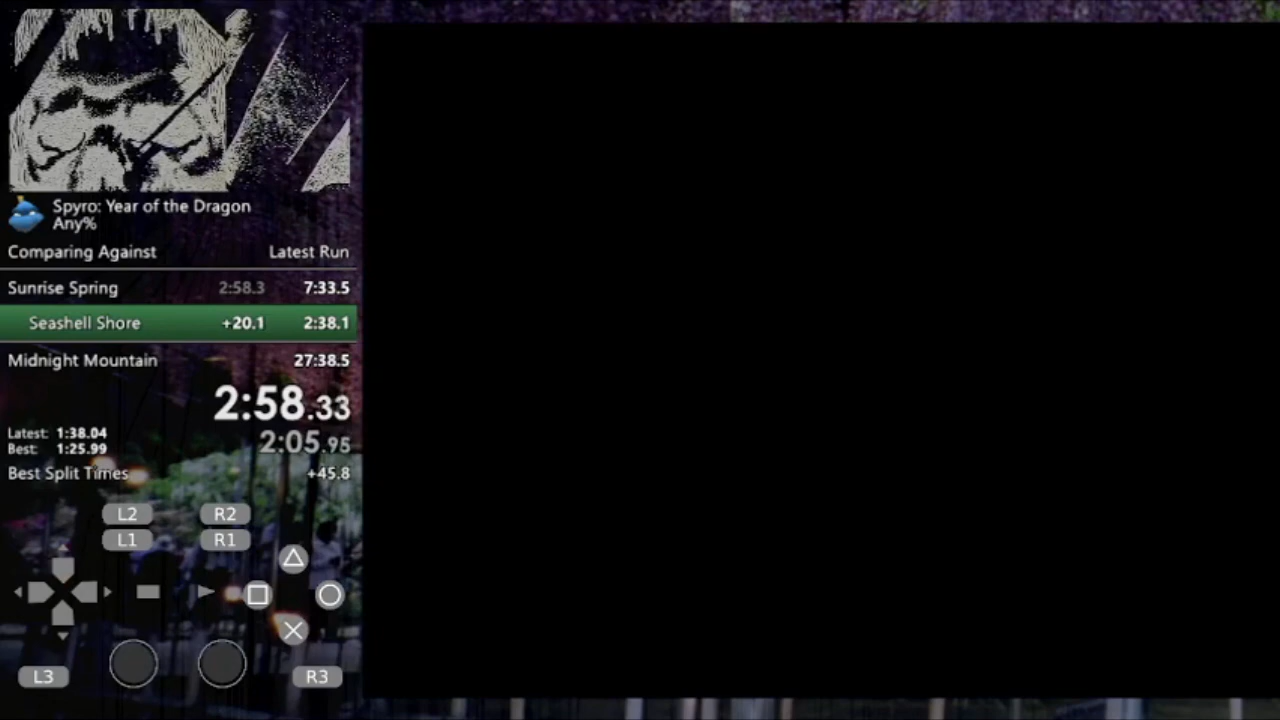 Spyro: Year of the Dragon
Any%
Comparing Against Latest Run
Sunrise Spring 2:58.3 7:33.5
Seashell Shore +20.1 2:38.1
Midnight Mountain 27:38.5
2:58.33
Latest: 1:38.04 2:05.95
Best: 1:25.99
Best Split Times +45.8
L2 R2
L1 R1
L3 R3